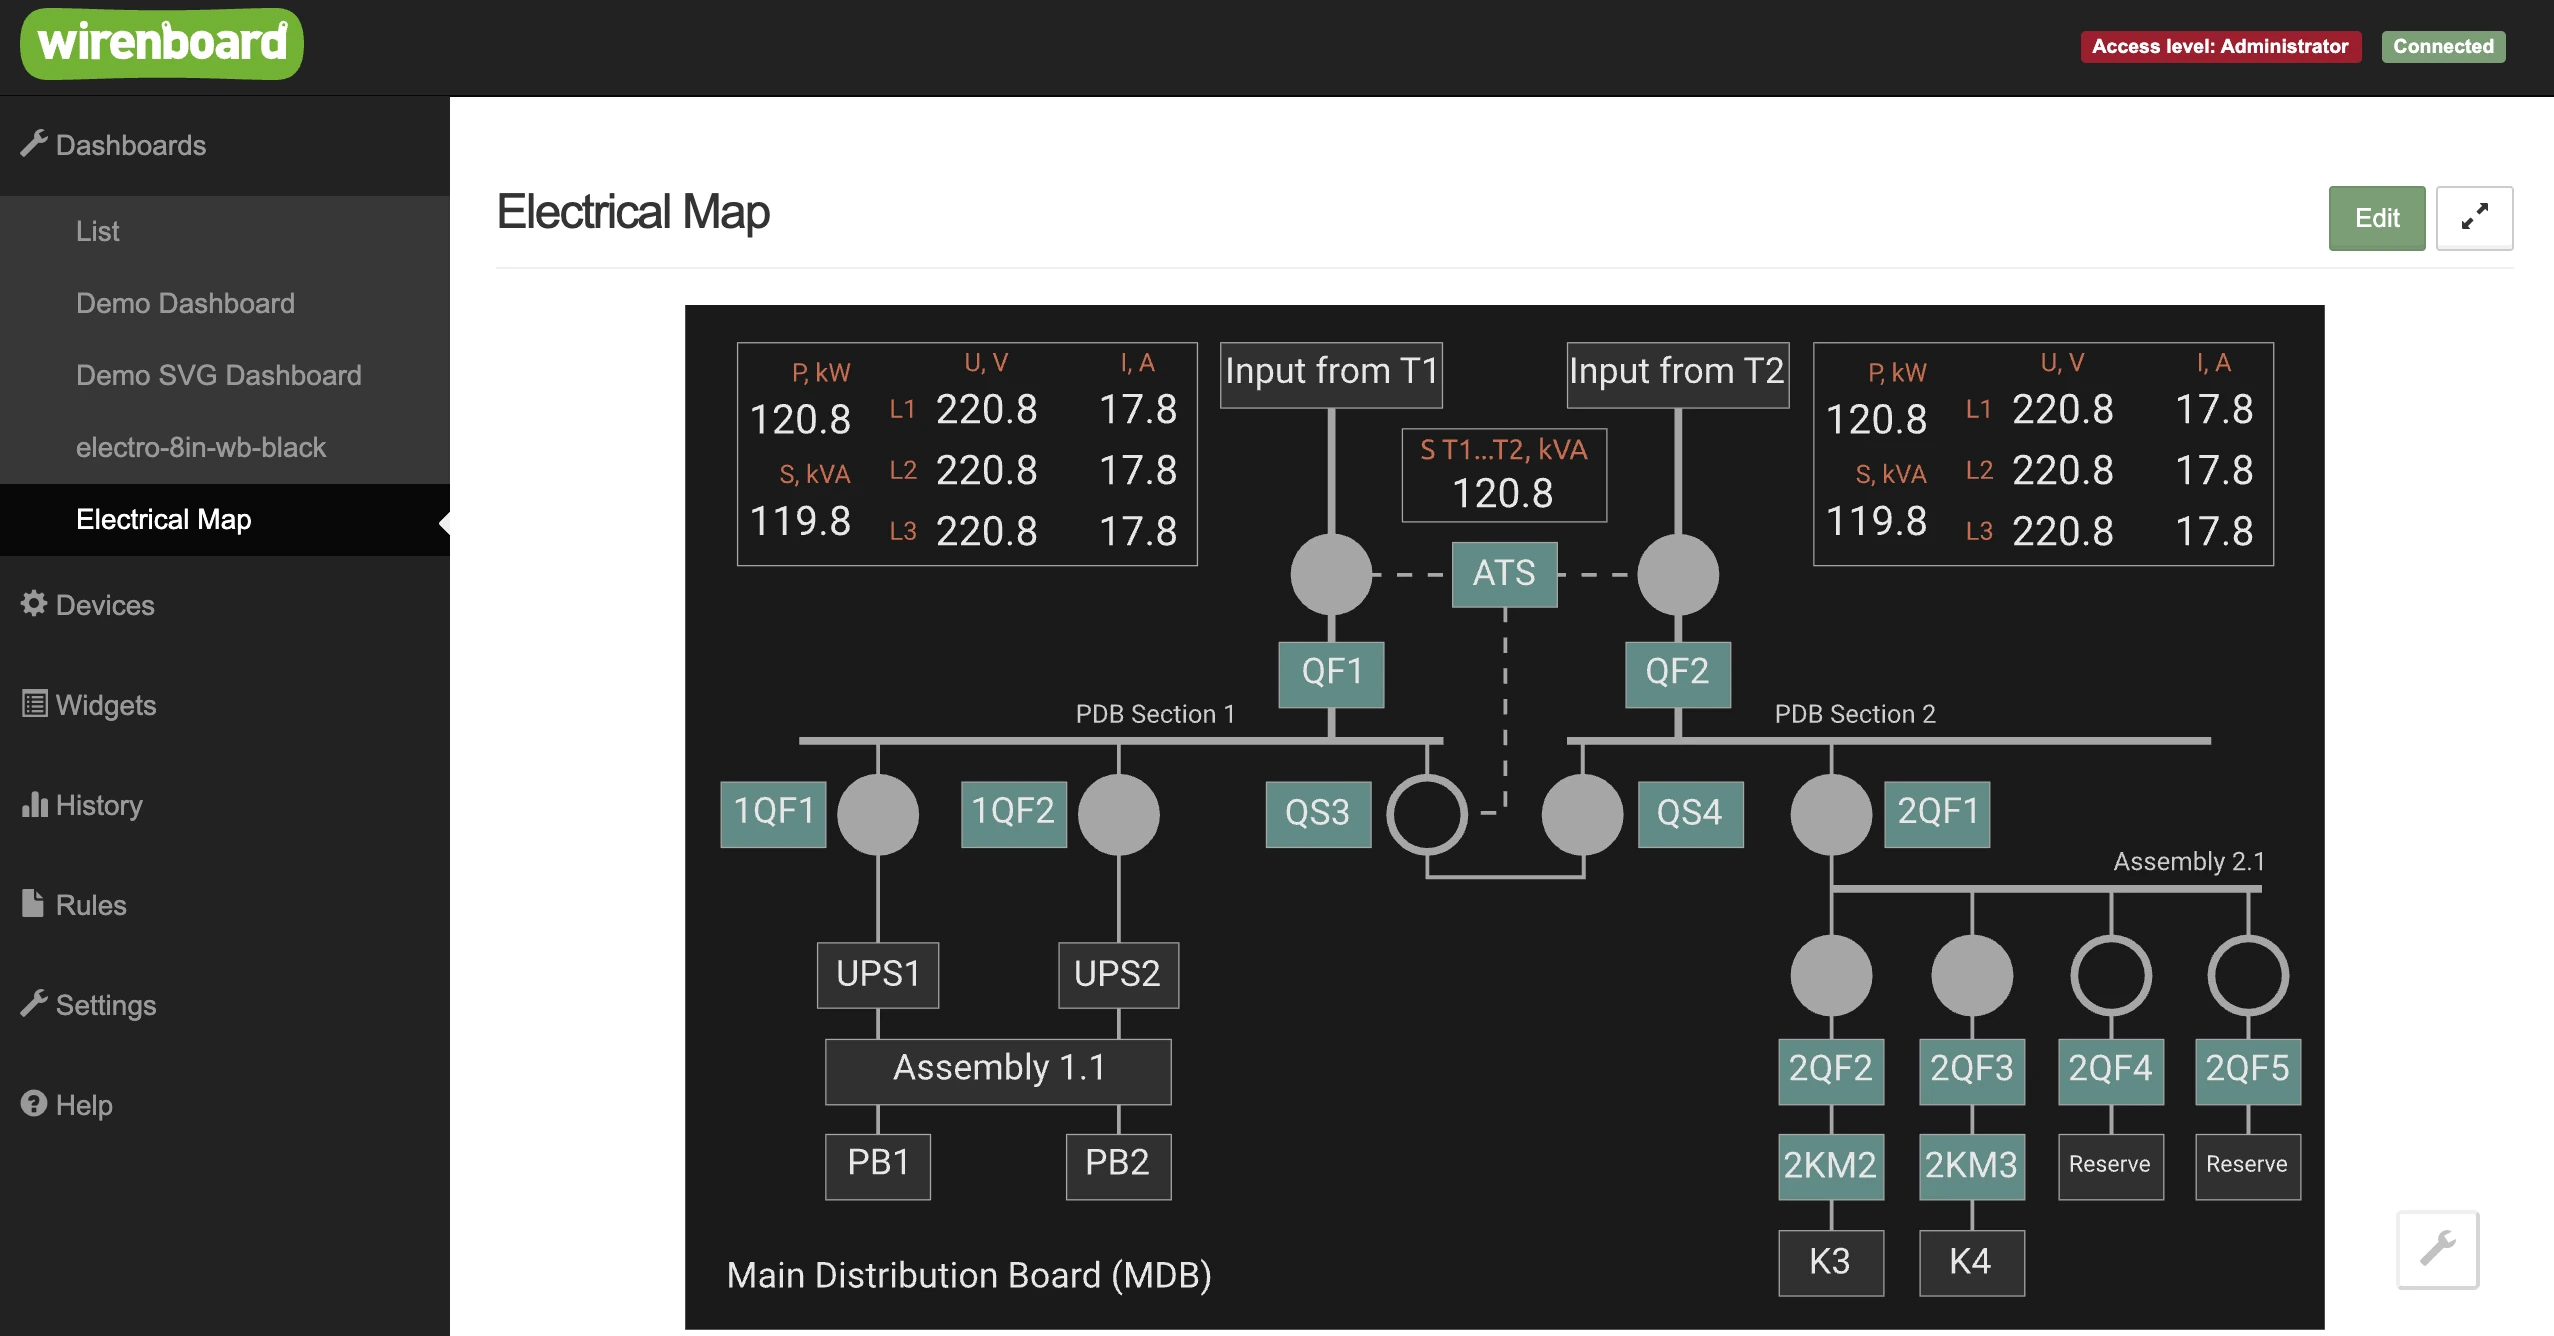 wirenboard
Access level: Administrator
Connected
Dashboards
List
Demo Dashboard
Demo SVG Dashboard
electro-8in-wb-black
Electrical Map
Devices
Widgets
History
Rules
Settings
Help
Electrical Map
Edit
P, kW
U, V
I, A
120.8
L1 220.8 17.8
S, kVA
L2 220.8 17.8
119.8
L3 220.8 17.8
Input from T1
Input from T2
S T1...T2, kVA
120.8
P, kW
U, V
I, A
120.8
L1 220.8 17.8
S, kVA
L2 220.8 17.8
119.8
L3 220.8 17.8
ATS
QF1
QF2
PDB Section 1
PDB Section 2
1QF1
1QF2
QS3
QS4
2QF1
Assembly 2.1
UPS1
UPS2
Assembly 1.1
PB1
PB2
2QF2
2QF3
2QF4
2QF5
2KM2
2KM3
Reserve
Reserve
K3
K4
Main Distribution Board (MDB)